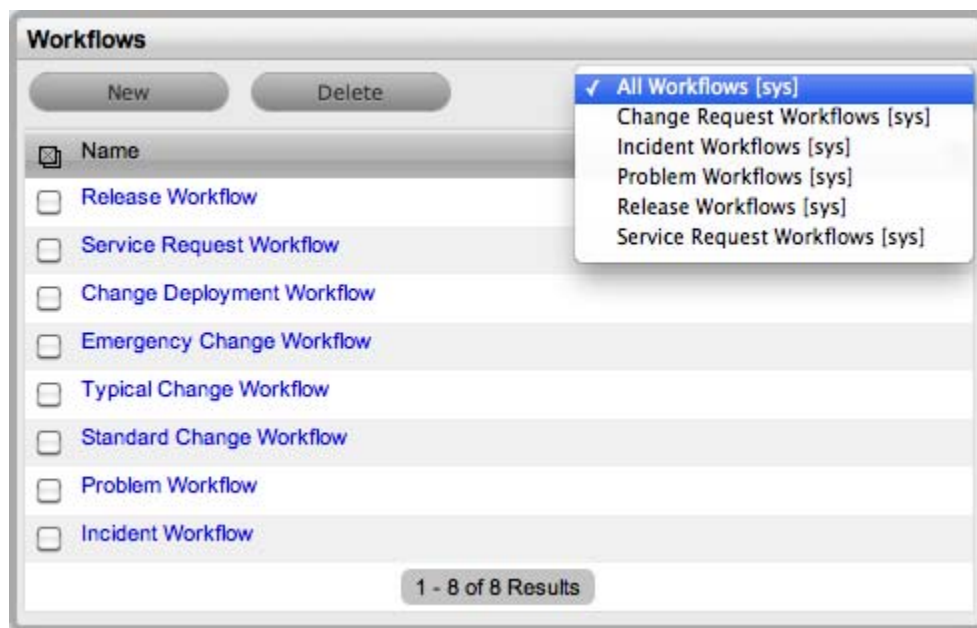 Workflows
New
Delete
✓ All Workflows [sys]
Change Request Workflows [sys]
Incident Workflows [sys]
Problem Workflows [sys]
Release Workflows [sys]
Service Request Workflows [sys]
Name
Release Workflow
Service Request Workflow
Change Deployment Workflow
Emergency Change Workflow
Typical Change Workflow
Standard Change Workflow
Problem Workflow
Incident Workflow
1 - 8 of 8 Results